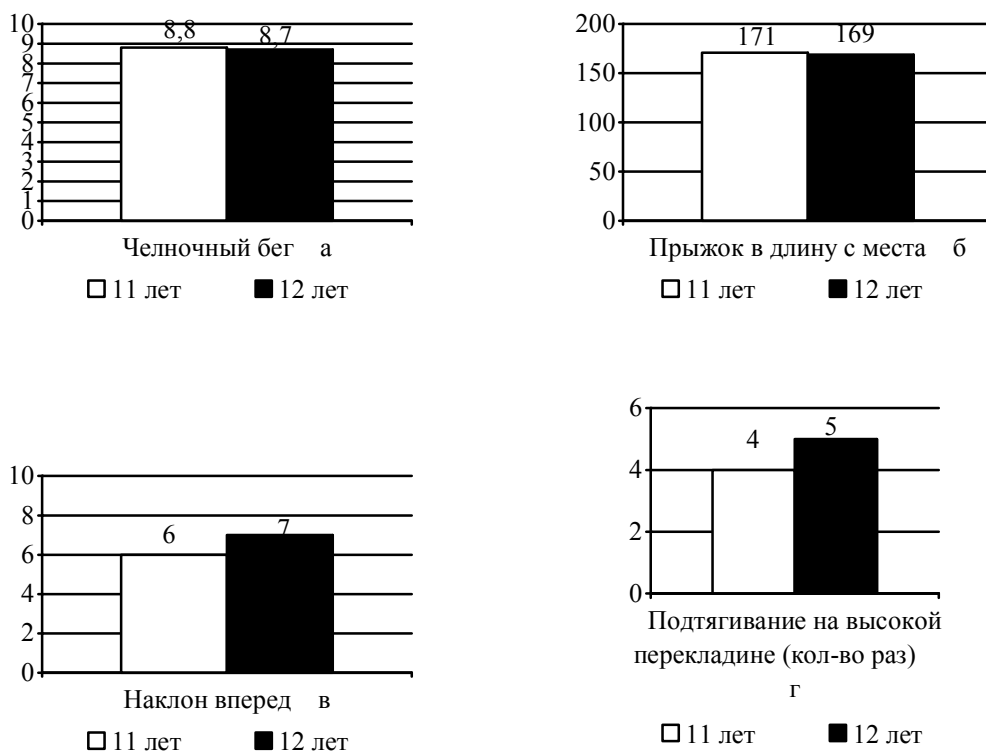 10
9
8
7
6
5
4
3
2
1
0
8,8
8,7
Челночный бег а
11 лет
12 лет
200
150
100
50
0
171
169
Прыжок в длину с места б
11 лет
12 лет
10
8
6
4
2
0
6
7
Наклон вперед в
11 лет
12 лет
6
4
2
0
4
5
Подтягивание на высокой
перекладине (кол-во раз)
г
11 лет
12 лет